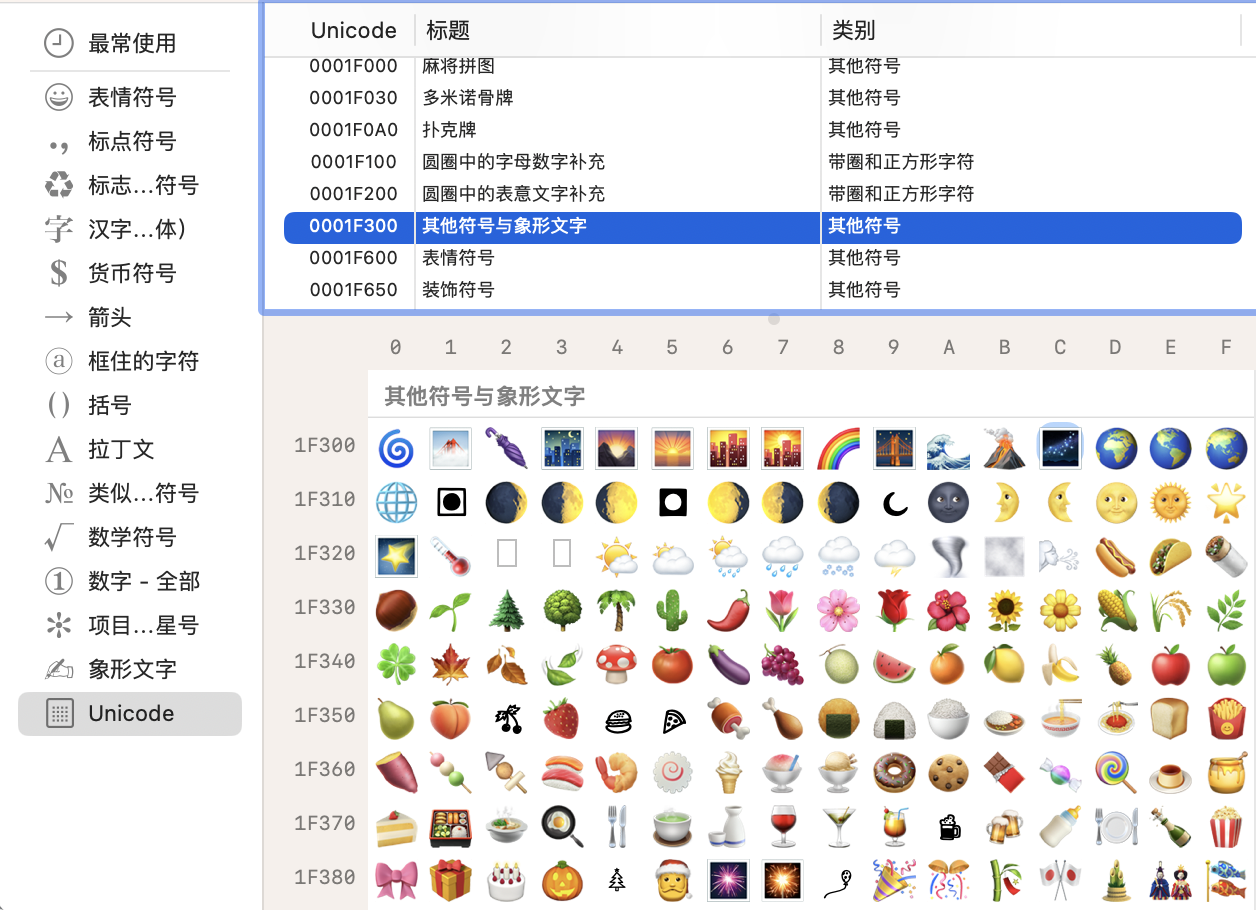 最常使用
表情符号
标点符号
标志…符号
汉字…体）
货币符号
箭头
框住的字符
括号
拉丁文
类似…符号
数学符号
数字 - 全部
项目…星号
象形文字
Unicode
Unicode 标题 类别
0001F000 麻将拼图 其他符号
0001F030 多米诺骨牌 其他符号
0001F0A0 扑克牌 其他符号
0001F100 圆圈中的字母数字补充 带圈和正方形字符
0001F200 圆圈中的表意文字补充 带圈和正方形字符
0001F300 其他符号与象形文字 其他符号
0001F600 表情符号 其他符号
0001F650 装饰符号 其他符号
0 1 2 3 4 5 6 7 8 9 A B C D E F
其他符号与象形文字
1F300
1F310
1F320
1F330
1F340
1F350
1F360
1F370
1F380